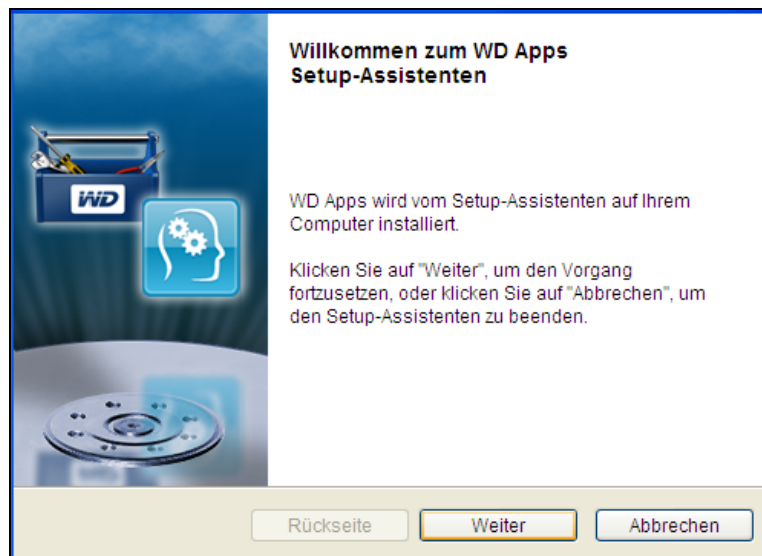 Willkommen zum WD Apps
Setup-Assistenten
WD
WD Apps wird vom Setup-Assistenten auf Ihrem
Computer installiert.
Klicken Sie auf "Weiter", um den Vorgang
fortzusetzen, oder klicken Sie auf "Abbrechen", um
den Setup-Assistenten zu beenden.
Rückseite
Weiter
Abbrechen